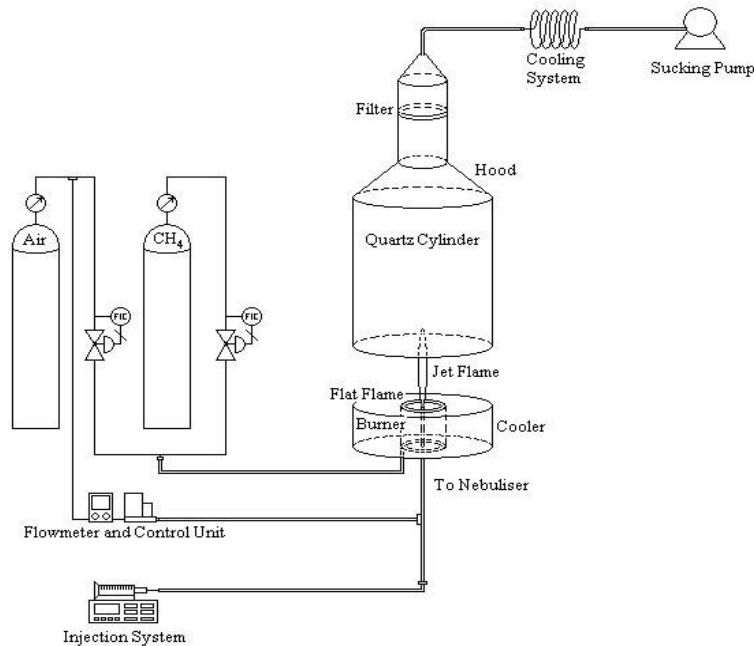 Cooling
System
Sucking Pump
Filter
Hood
Air
CH4
Quartz Cylinder
FIC
FIC
Jet Flame
Flat Flame
Burner
Cooler
To Nebuliser
Flowmeter and Control Unit
Injection System